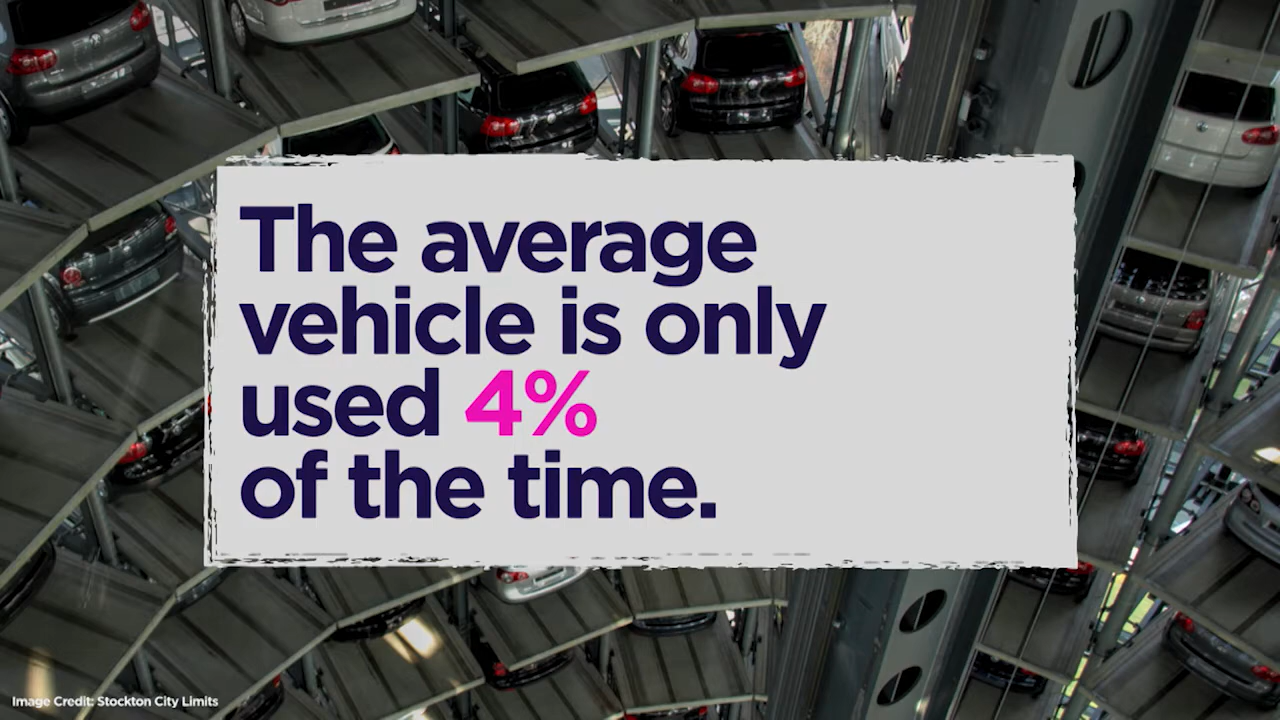 The average
vehicle is only
used 4%
of the time.
Image Credit: Stockton City Limits